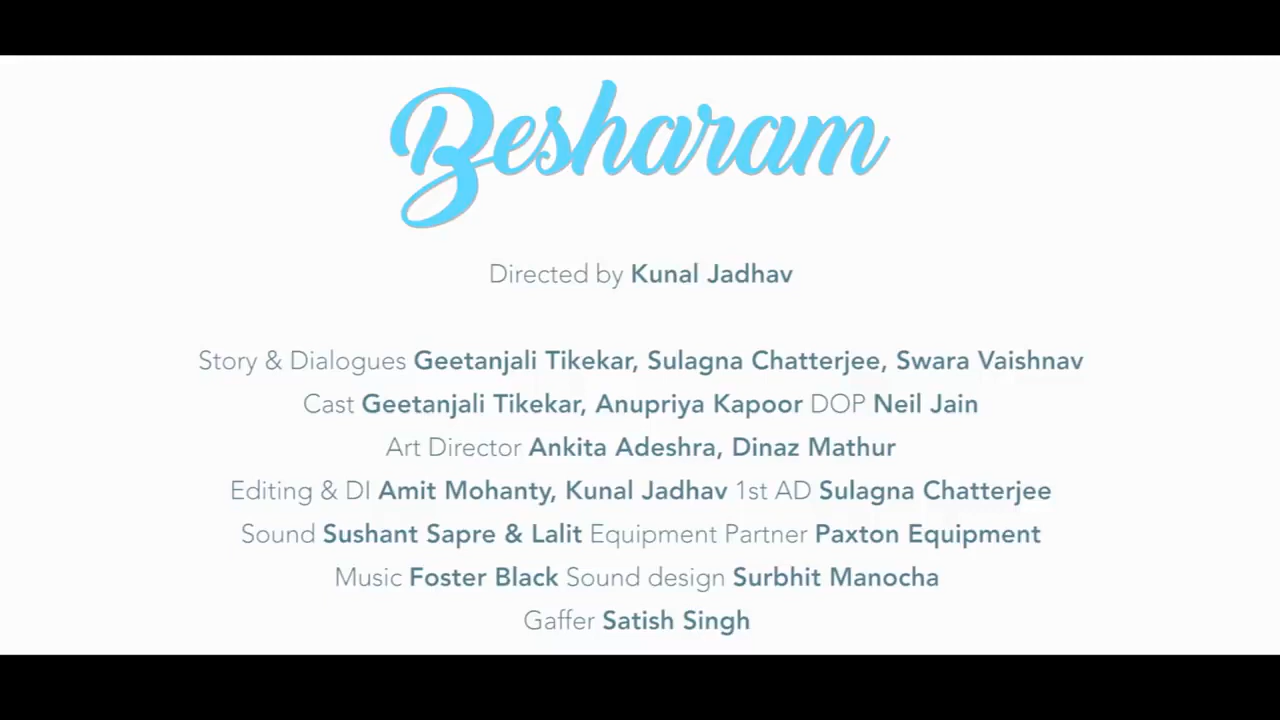 Besharam
Directed by Kunal Jadhav
Story & Dialogues Geetanjali Tikekar, Sulagna Chatterjee, Swara Vaishnav
Cast Geetanjali Tikekar, Anupriya Kapoor DOP Neil Jain
Art Director Ankita Adeshra, Dinaz Mathur
Editing & DI Amit Mohanty, Kunal Jadhav 1st AD Sulagna Chatterjee
Sound Sushant Sapre & Lalit Equipment Partner Paxton Equipment
Music Foster Black Sound design Surbhit Manocha
Gaffer Satish Singh